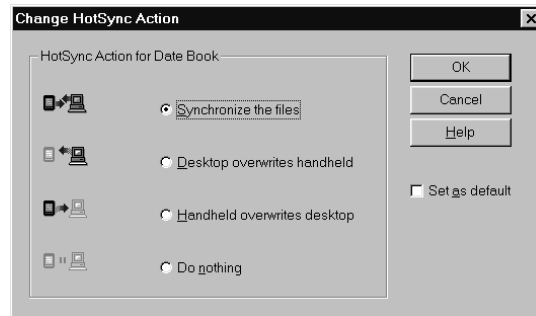 Change HotSync Action
HotSync Action for Date Book
Synchronize the files
Desktop overwrites handheld
Handheld overwrites desktop
Do nothing
OK
Cancel
Help
Set as default